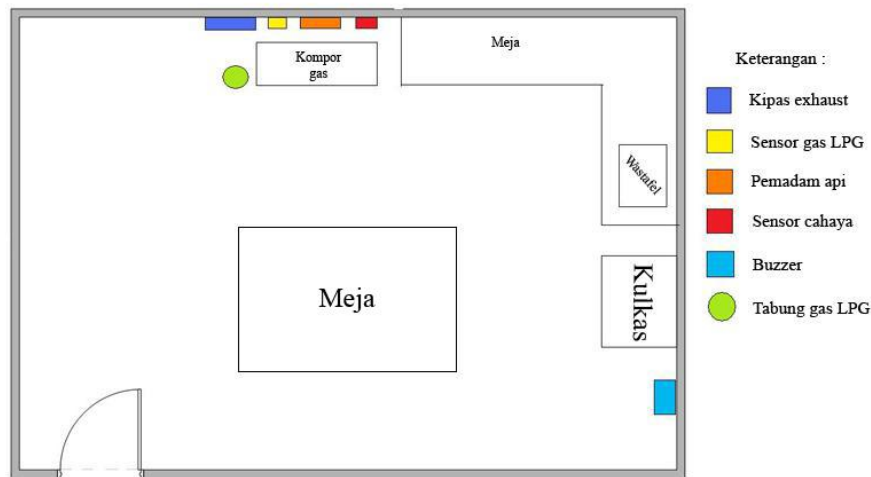 Meja
Kompor
gas
Wastafel
Meja
Kulkas
Keterangan :
Kipas exhaust
Sensor gas LPG
Pemadam api
Sensor cahaya
Buzzer
Tabung gas LPG